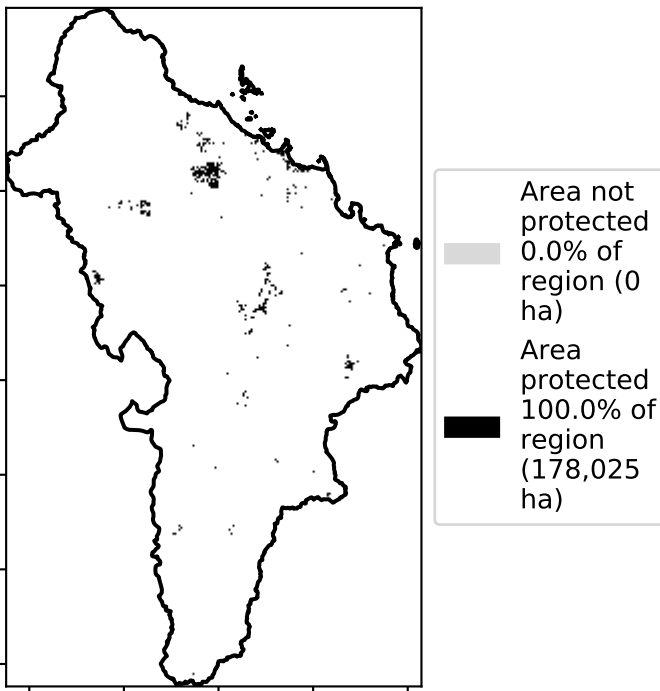 Area not
protected
0.0% of
region (0
ha)
Area
protected
100.0% of
region
(178,025
ha)